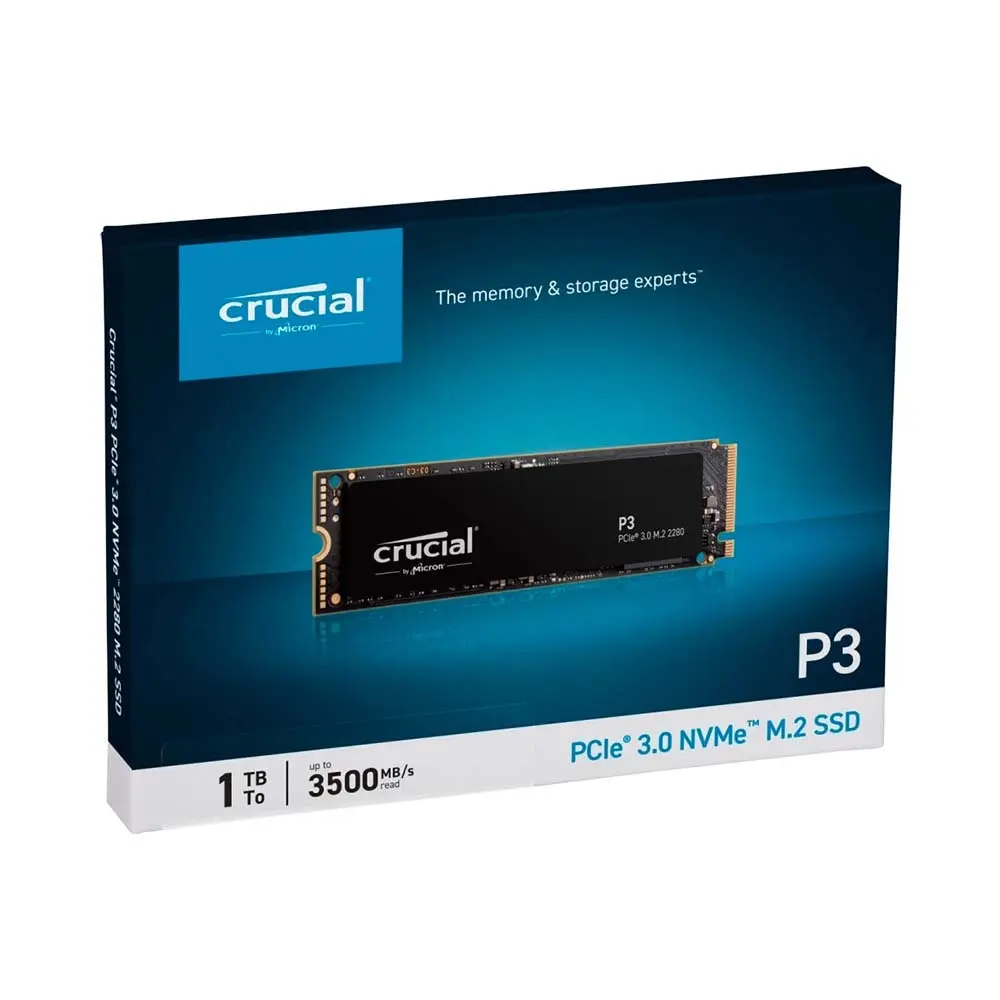 crucial®
by Micron®
The memory & storage experts™
Crucial® P3 PCIe® 3.0 NVMe™ 2280 M.2 SSD
03-C3
crucial®
by Micron®
P3
PCIe® 3.0 M.2 2280
P3
PCIe® 3.0 NVMe™ M.2 SSD
1 TB
To
up to
3500 MB/s
read